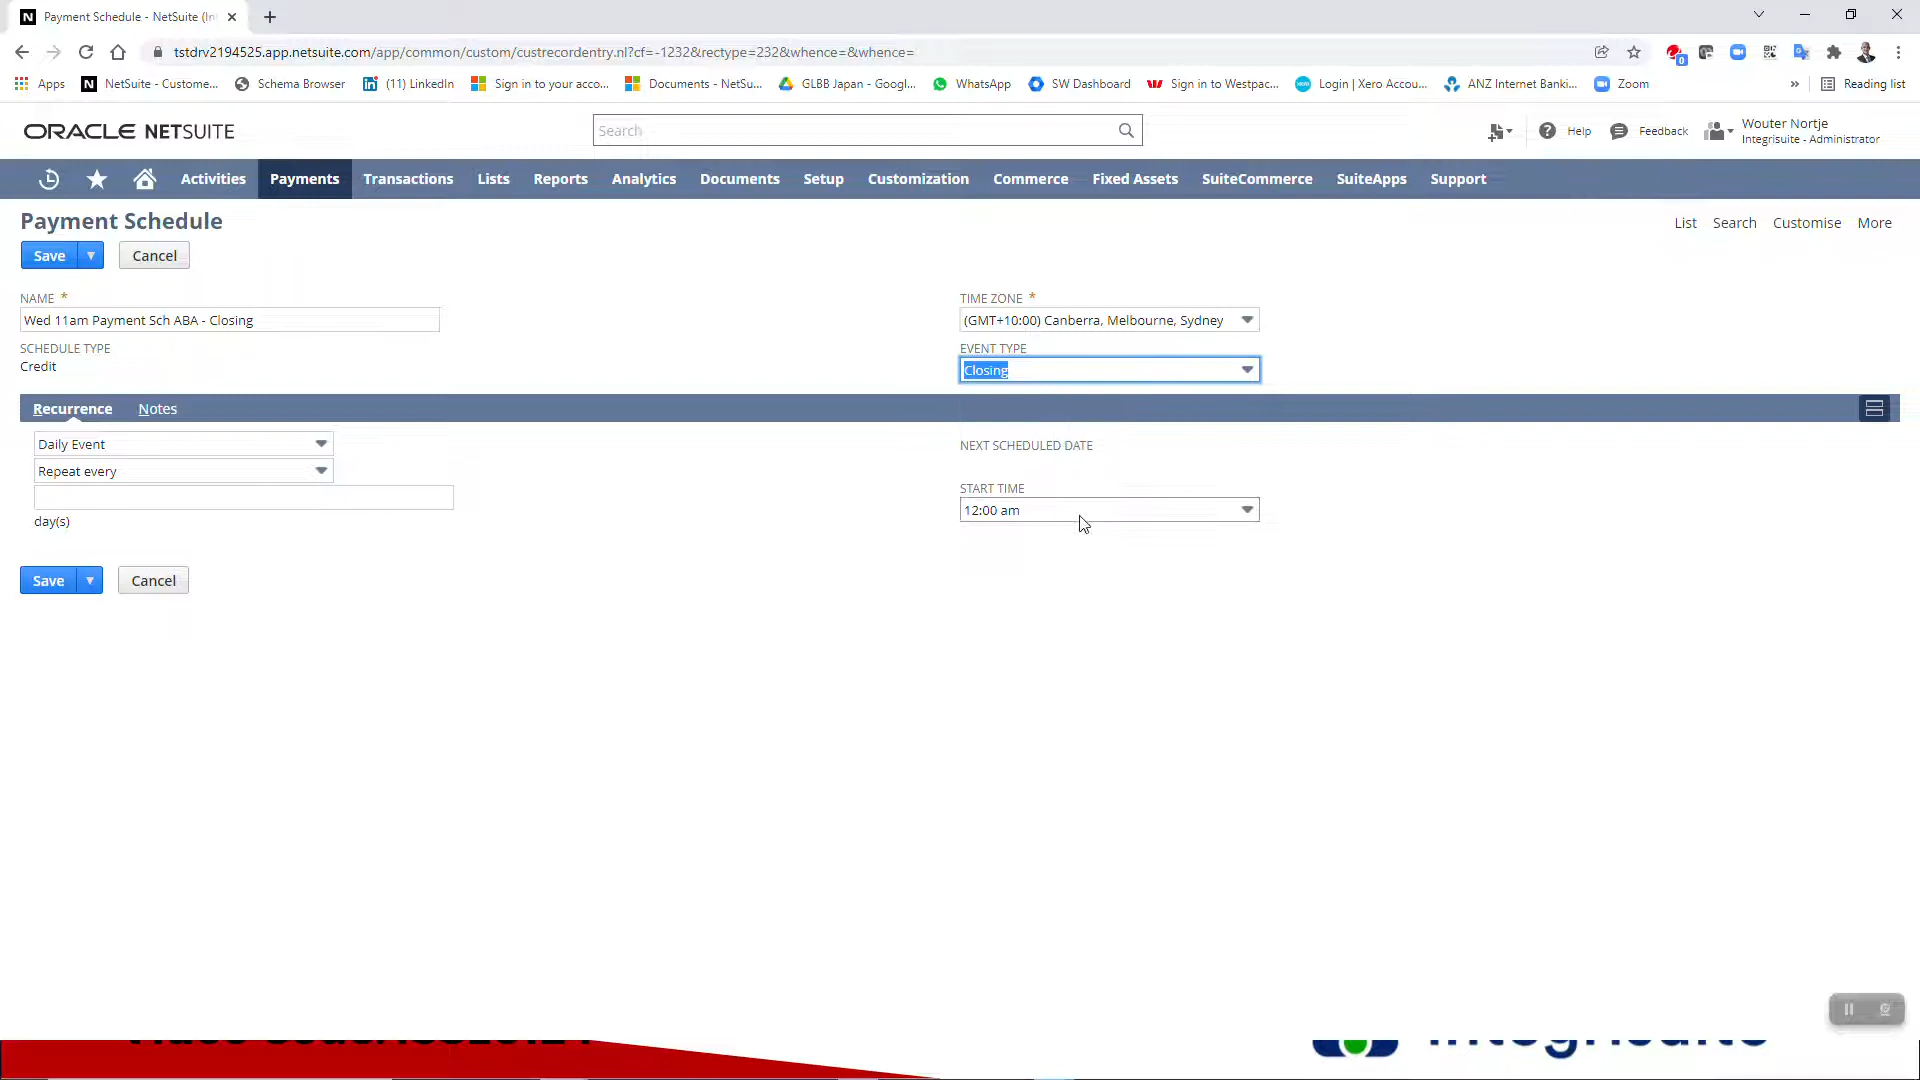 Payment Schedule - NetSuite (In
tstdrv2194525.app.netsuite.com/app/common/custom/custrecordentry.nl?cf=-1232&rectype=232&whence=&whence=
0
Apps
NetSuite - Custome...
Schema Browser
(11) LinkedIn
Sign in to your acco...
Documents - NetSu...
GLBB Japan - Googl...
WhatsApp
SW Dashboard
Sign in to Westpac...
Login | Xero Accou...
ANZ Internet Banki...
Zoom
»
Reading list
ORACLE NETSUITE
Search
Help
Feedback
Wouter Nortje
Integrisuite - Administrator
Activities
Payments
Transactions
Lists
Reports
Analytics
Documents
Setup
Customization
Commerce
Fixed Assets
SuiteCommerce
SuiteApps
Support
Payment Schedule
List
Search
Customise
More
Save
Cancel
NAME *
Wed 11am Payment Sch ABA - Closing
SCHEDULE TYPE
Credit
TIME ZONE *
(GMT+10:00) Canberra, Melbourne, Sydney
EVENT TYPE
Closing
Recurrence
Notes
Daily Event
Repeat every
day(s)
NEXT SCHEDULED DATE
START TIME
12:00 am
Save
Cancel